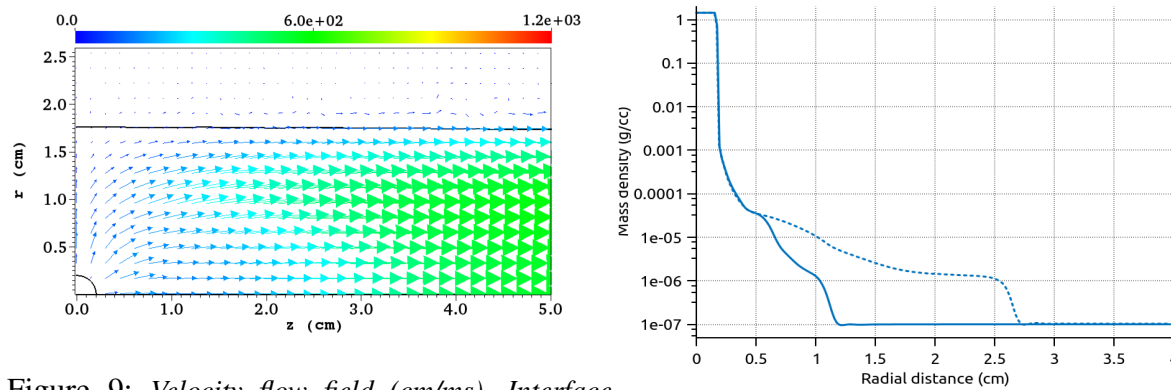 0.0 6.0e+02 1.2e+03
2.5
2.0
1.5
1.0
0.5
r (cm)
0.0 1.0 2.0 3.0 4.0 5.0
z (cm)
Figure 9: Velocity flow field (cm/ms). Interface
1
0.1
0.01
0.001
0.0001
1e-05
1e-06
1e-07
Mass density (g/cc)
0 0.5 1 1.5 2 2.5 3 3.5
Radial distance (cm)